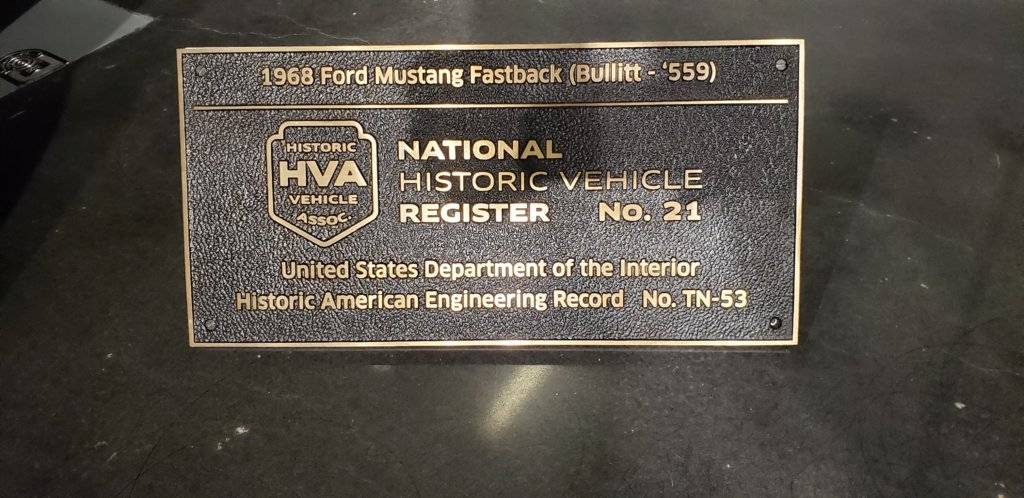 1968 Ford Mustang Fastback (Bullitt - '559)
HISTORIC
HVA
VEHICLE
ASSOC.
NATIONAL
HISTORIC VEHICLE
REGISTER No. 21
United States Department of the Interior
Historic American Engineering Record No. TN-53